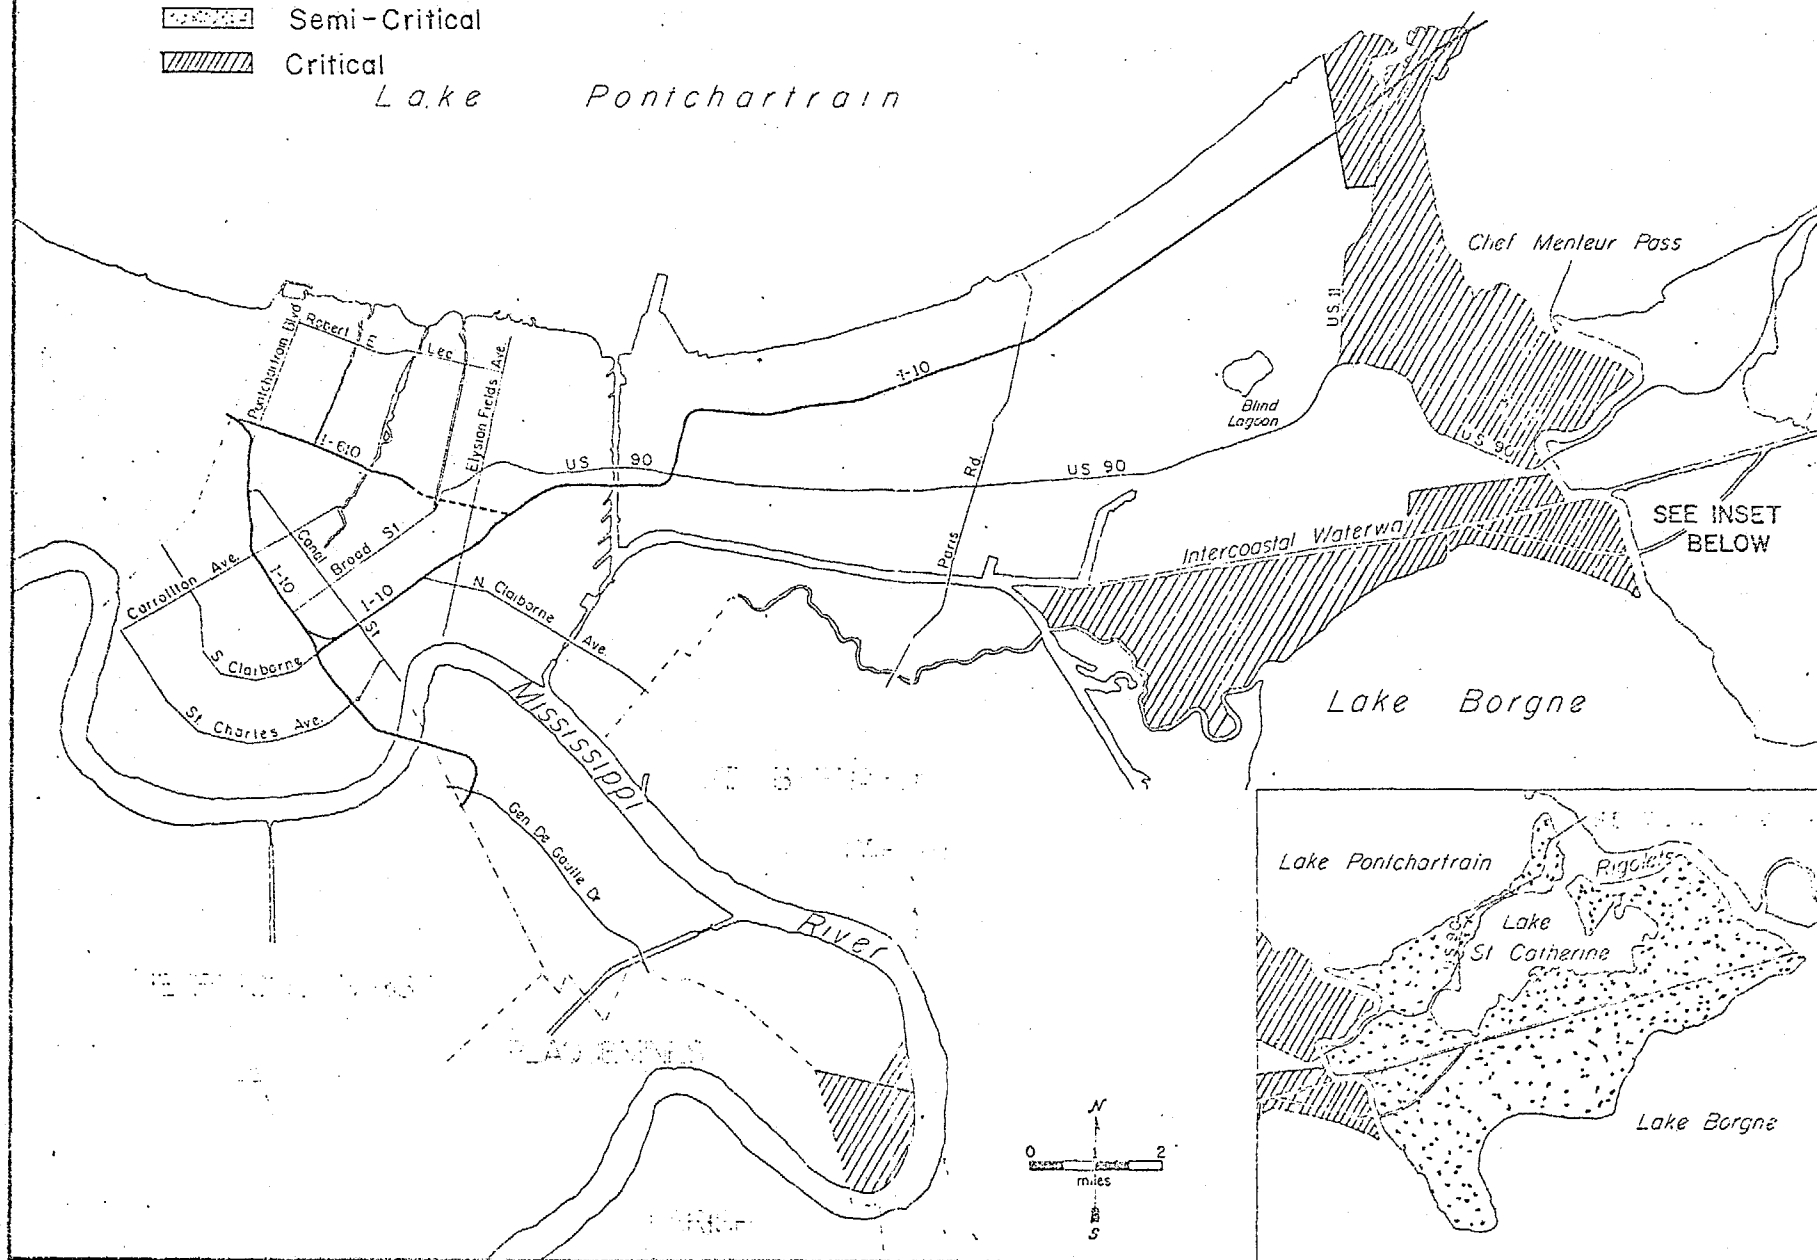 Semi-Critical
Critical
Lake Pontchartrain
Chef Menteur Pass
Pontchartrain Blvd
Robert E Lee
Elysian Fields Ave.
US 11
I-10
Blind
Lagoon
I-610
US 90
US 90
US 90
Paris Rd.
SEE INSET
BELOW
Intercoastal Waterwa
Carrollton Ave.
Canal St
Broad St
I-10
I-10
N. Claiborne Ave.
S Claiborne
St. Charles Ave.
Mississippi River
Lake Borgne
Gen De Gaulle Dr
Lake Pontchartrain
Rigolets
Lake
St Catherine
Lake Borgne
PLAQUEMINES
N
0 1 2
miles
S